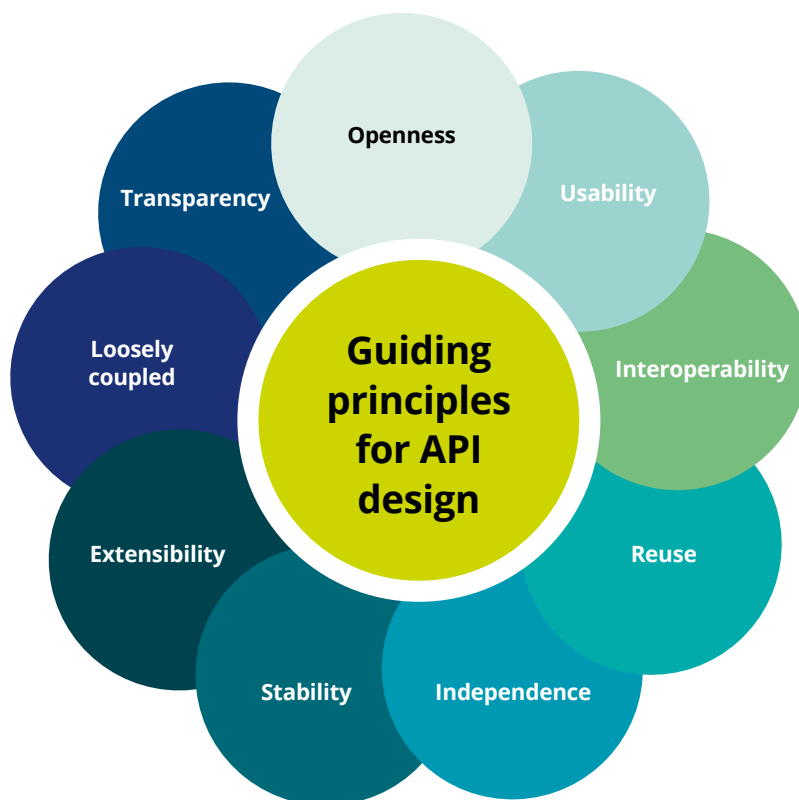 Openness
Usability
Interoperability
Reuse
Independence
Stability
Extensibility
Loosely
coupled
Transparency
Guiding
principles
for API
design